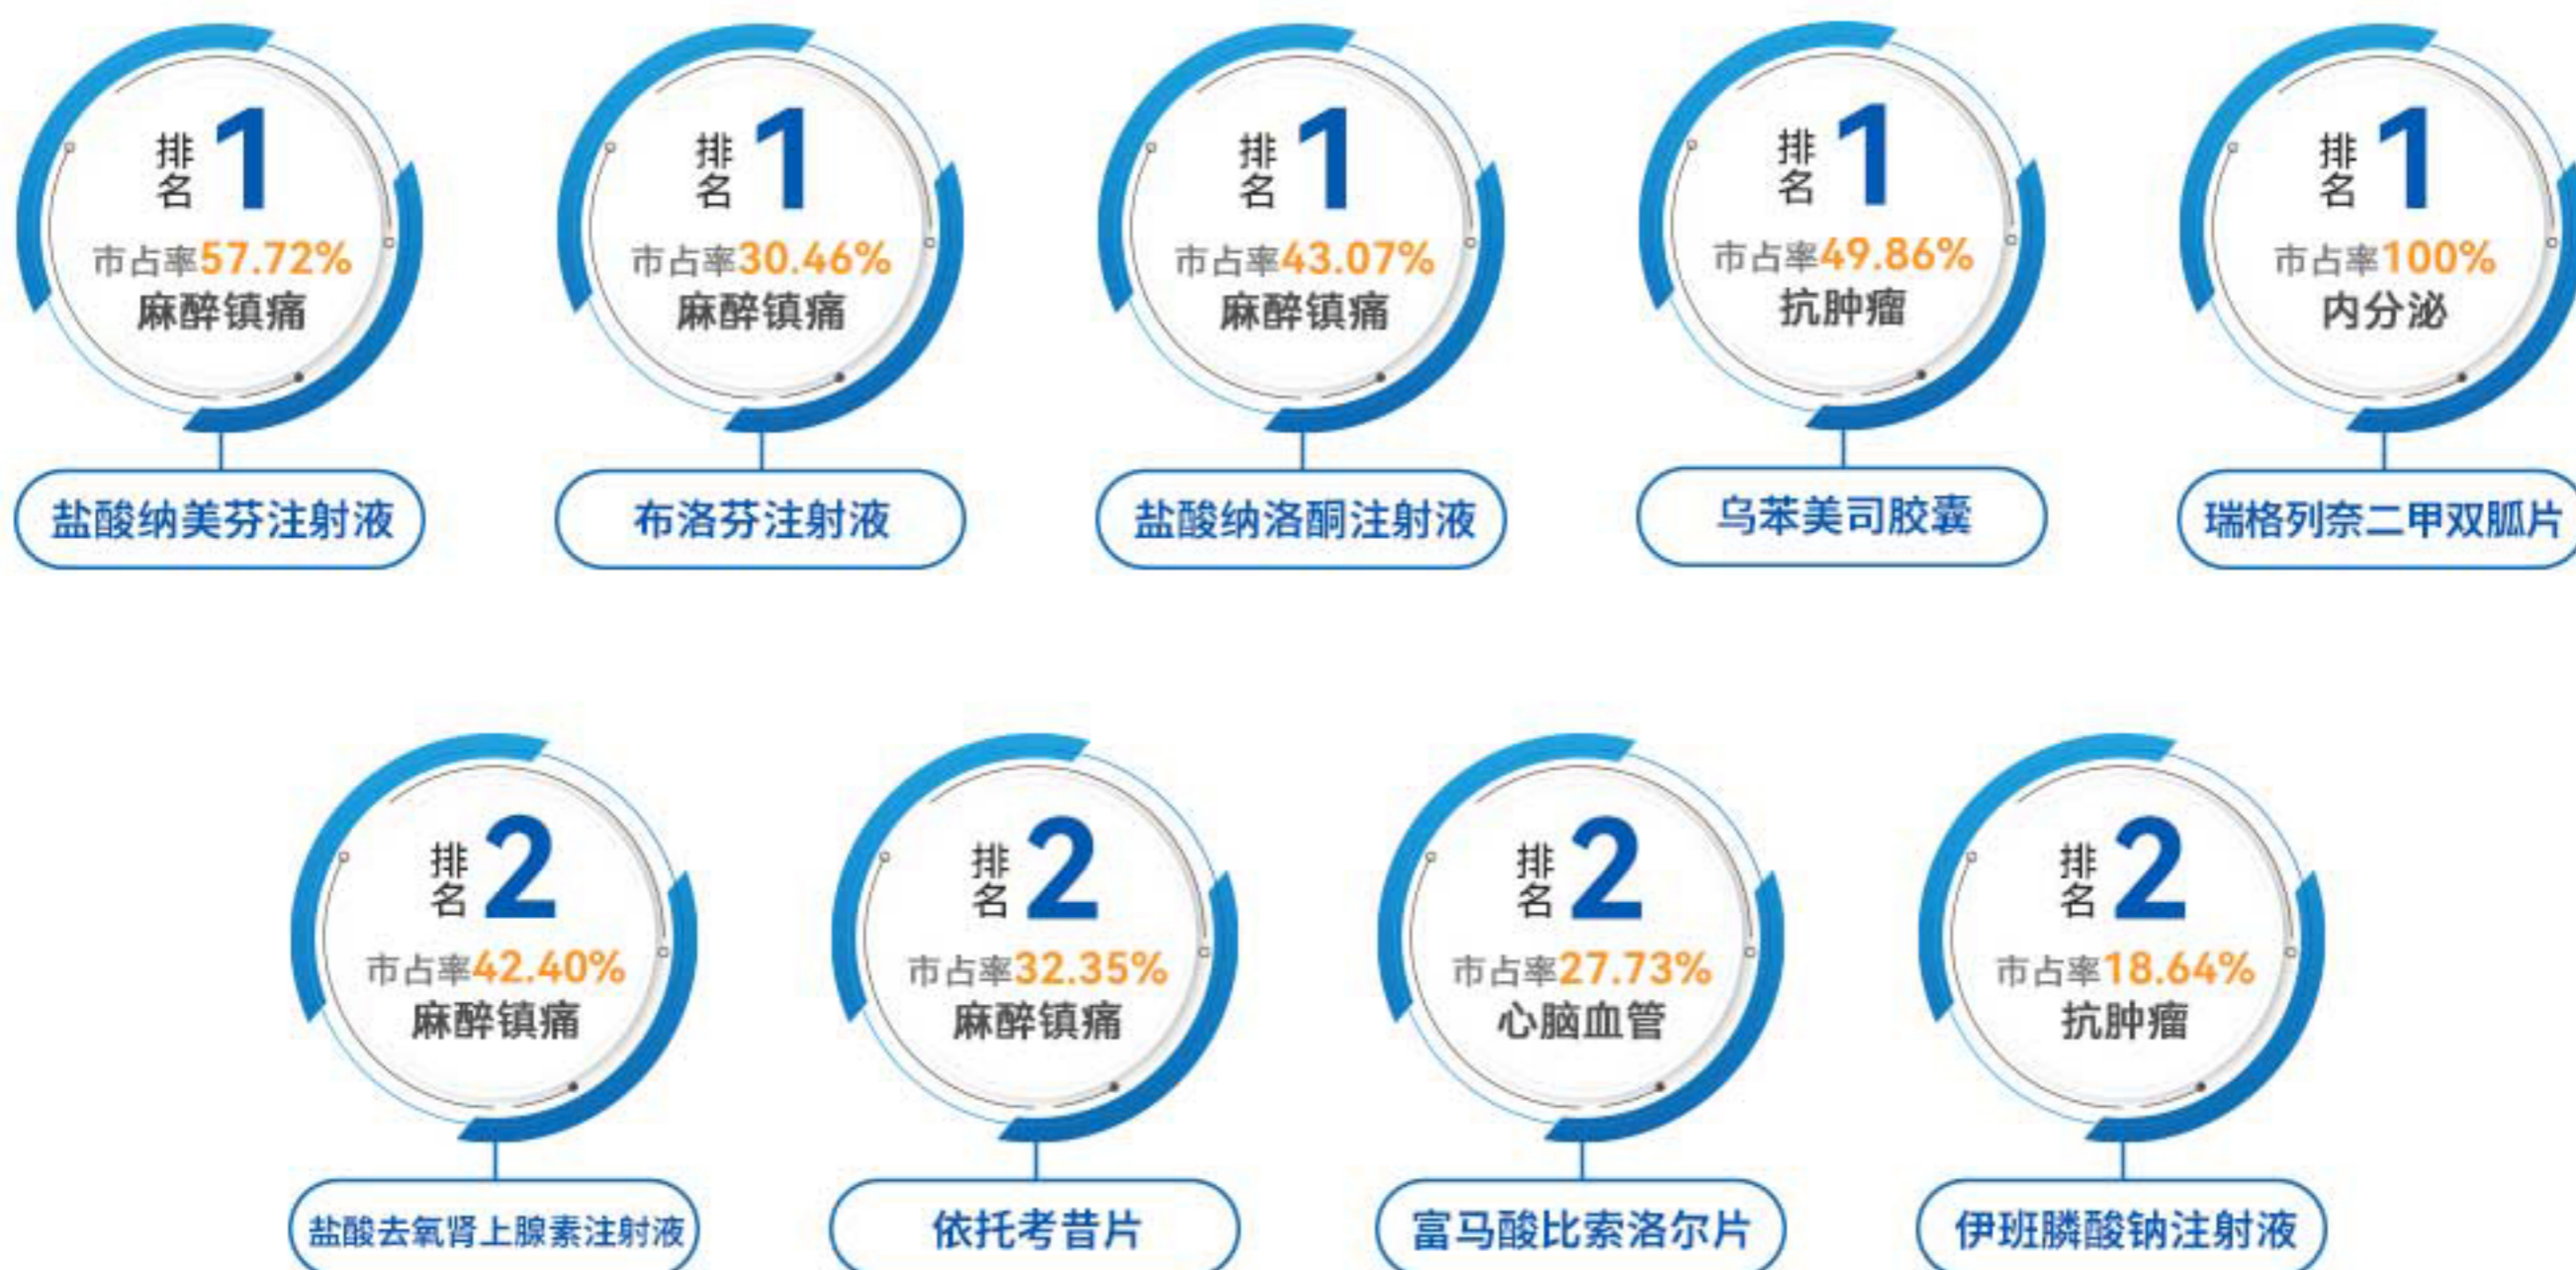 排名 1
市占率57.72%
麻醉镇痛
盐酸纳美芬注射液
排名 1
市占率30.46%
麻醉镇痛
布洛芬注射液
排名 1
市占率43.07%
麻醉镇痛
盐酸纳洛酮注射液
排名 1
市占率49.86%
抗肿瘤
乌苯美司胶囊
排名 1
市占率100%
内分泌
瑞格列奈二甲双胍片
排名 2
市占率42.40%
麻醉镇痛
盐酸去氧肾上腺素注射液
排名 2
市占率32.35%
麻醉镇痛
依托考昔片
排名 2
市占率27.73%
心脑血管
富马酸比索洛尔片
排名 2
市占率18.64%
抗肿瘤
伊班膦酸钠注射液